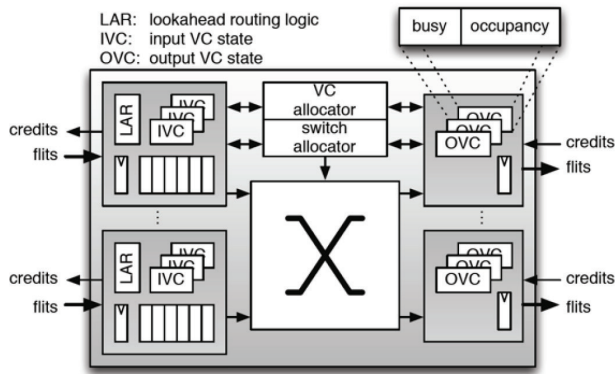 LAR: lookahead routing logic
IVC: input VC state
OVC: output VC state
busy occupancy
LAR
IVC
IVC
IVC
VC
allocator
switch
allocator
OVC
OVC
OVC
credits
flits
credits
flits
LAR
IVC
IVC
IVC
OVC
OVC
OVC
credits
flits
credits
flits